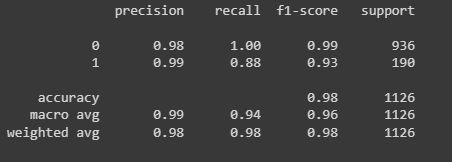 precision recall f1-score support
0 0.98 1.00 0.99 936
1 0.99 0.88 0.93 190
accuracy 0.98 1126
macro avg 0.99 0.94 0.96 1126
weighted avg 0.98 0.98 0.98 1126